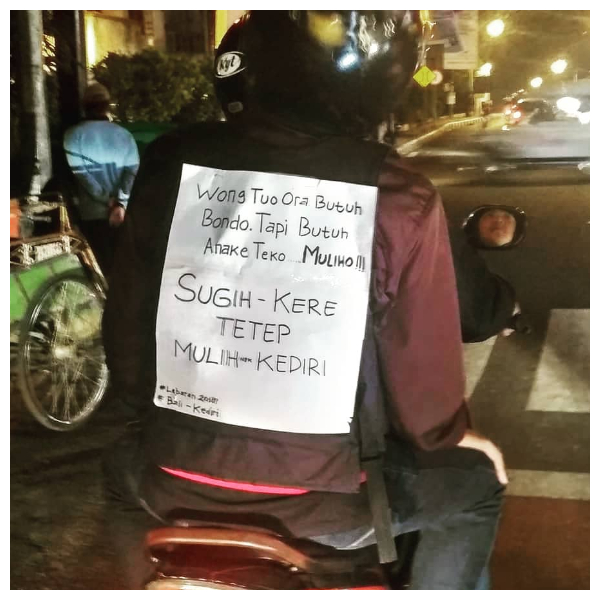 KYT
Wong Tuo Ora Butuh
Bondo. Tapi Butuh
Anake Teko... MULIHO!!!
SUGIH - KERE
TETEP
MULIH KEDIRI
#Lebaran 2018
# Bali - Kediri